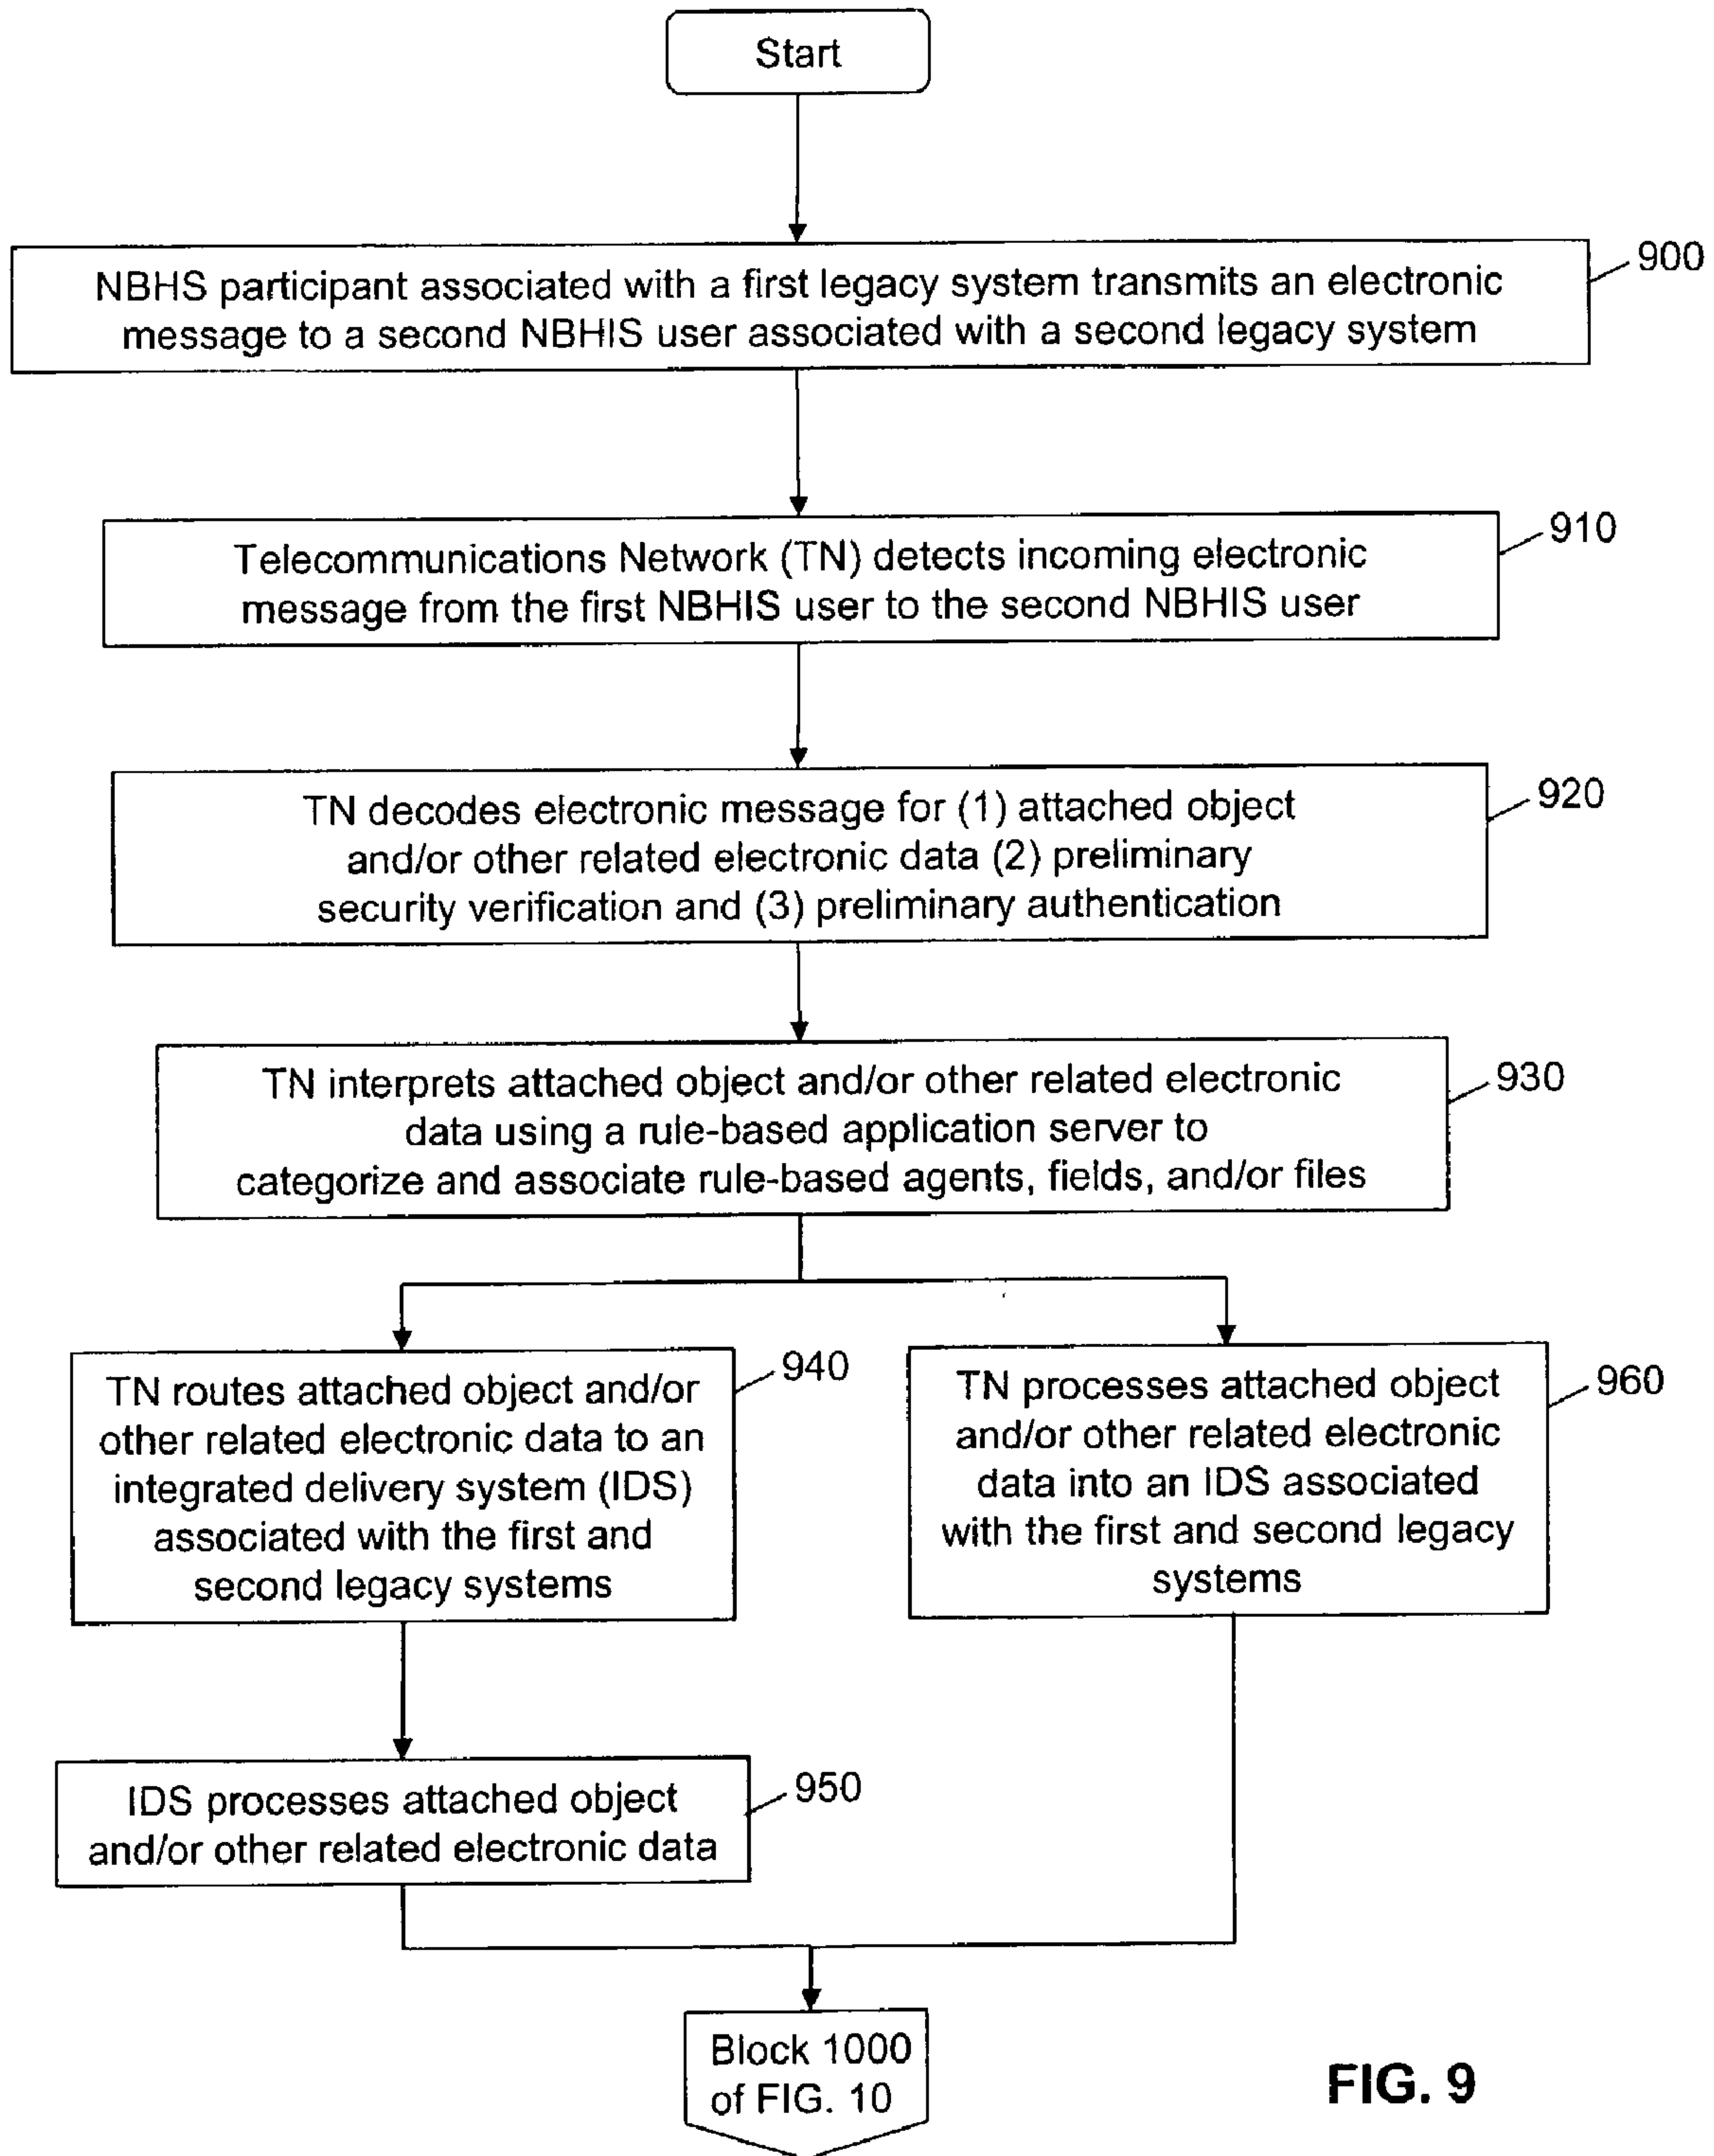 Start
NBHS participant associated with a first legacy system transmits an electronic
message to a second NBHIS user associated with a second legacy system
900
Telecommunications Network (TN) detects incoming electronic
message from the first NBHIS user to the second NBHIS user
910
TN decodes electronic message for (1) attached object
and/or other related electronic data (2) preliminary
security verification and (3) preliminary authentication
920
TN interprets attached object and/or other related electronic
data using a rule-based application server to
categorize and associate rule-based agents, fields, and/or files
930
TN routes attached object and/or
other related electronic data to an
integrated delivery system (IDS)
associated with the first and
second legacy systems
940
TN processes attached object
and/or other related electronic
data into an IDS associated
with the first and second legacy
systems
960
IDS processes attached object
and/or other related electronic data
950
Block 1000
of FIG. 10
FIG. 9